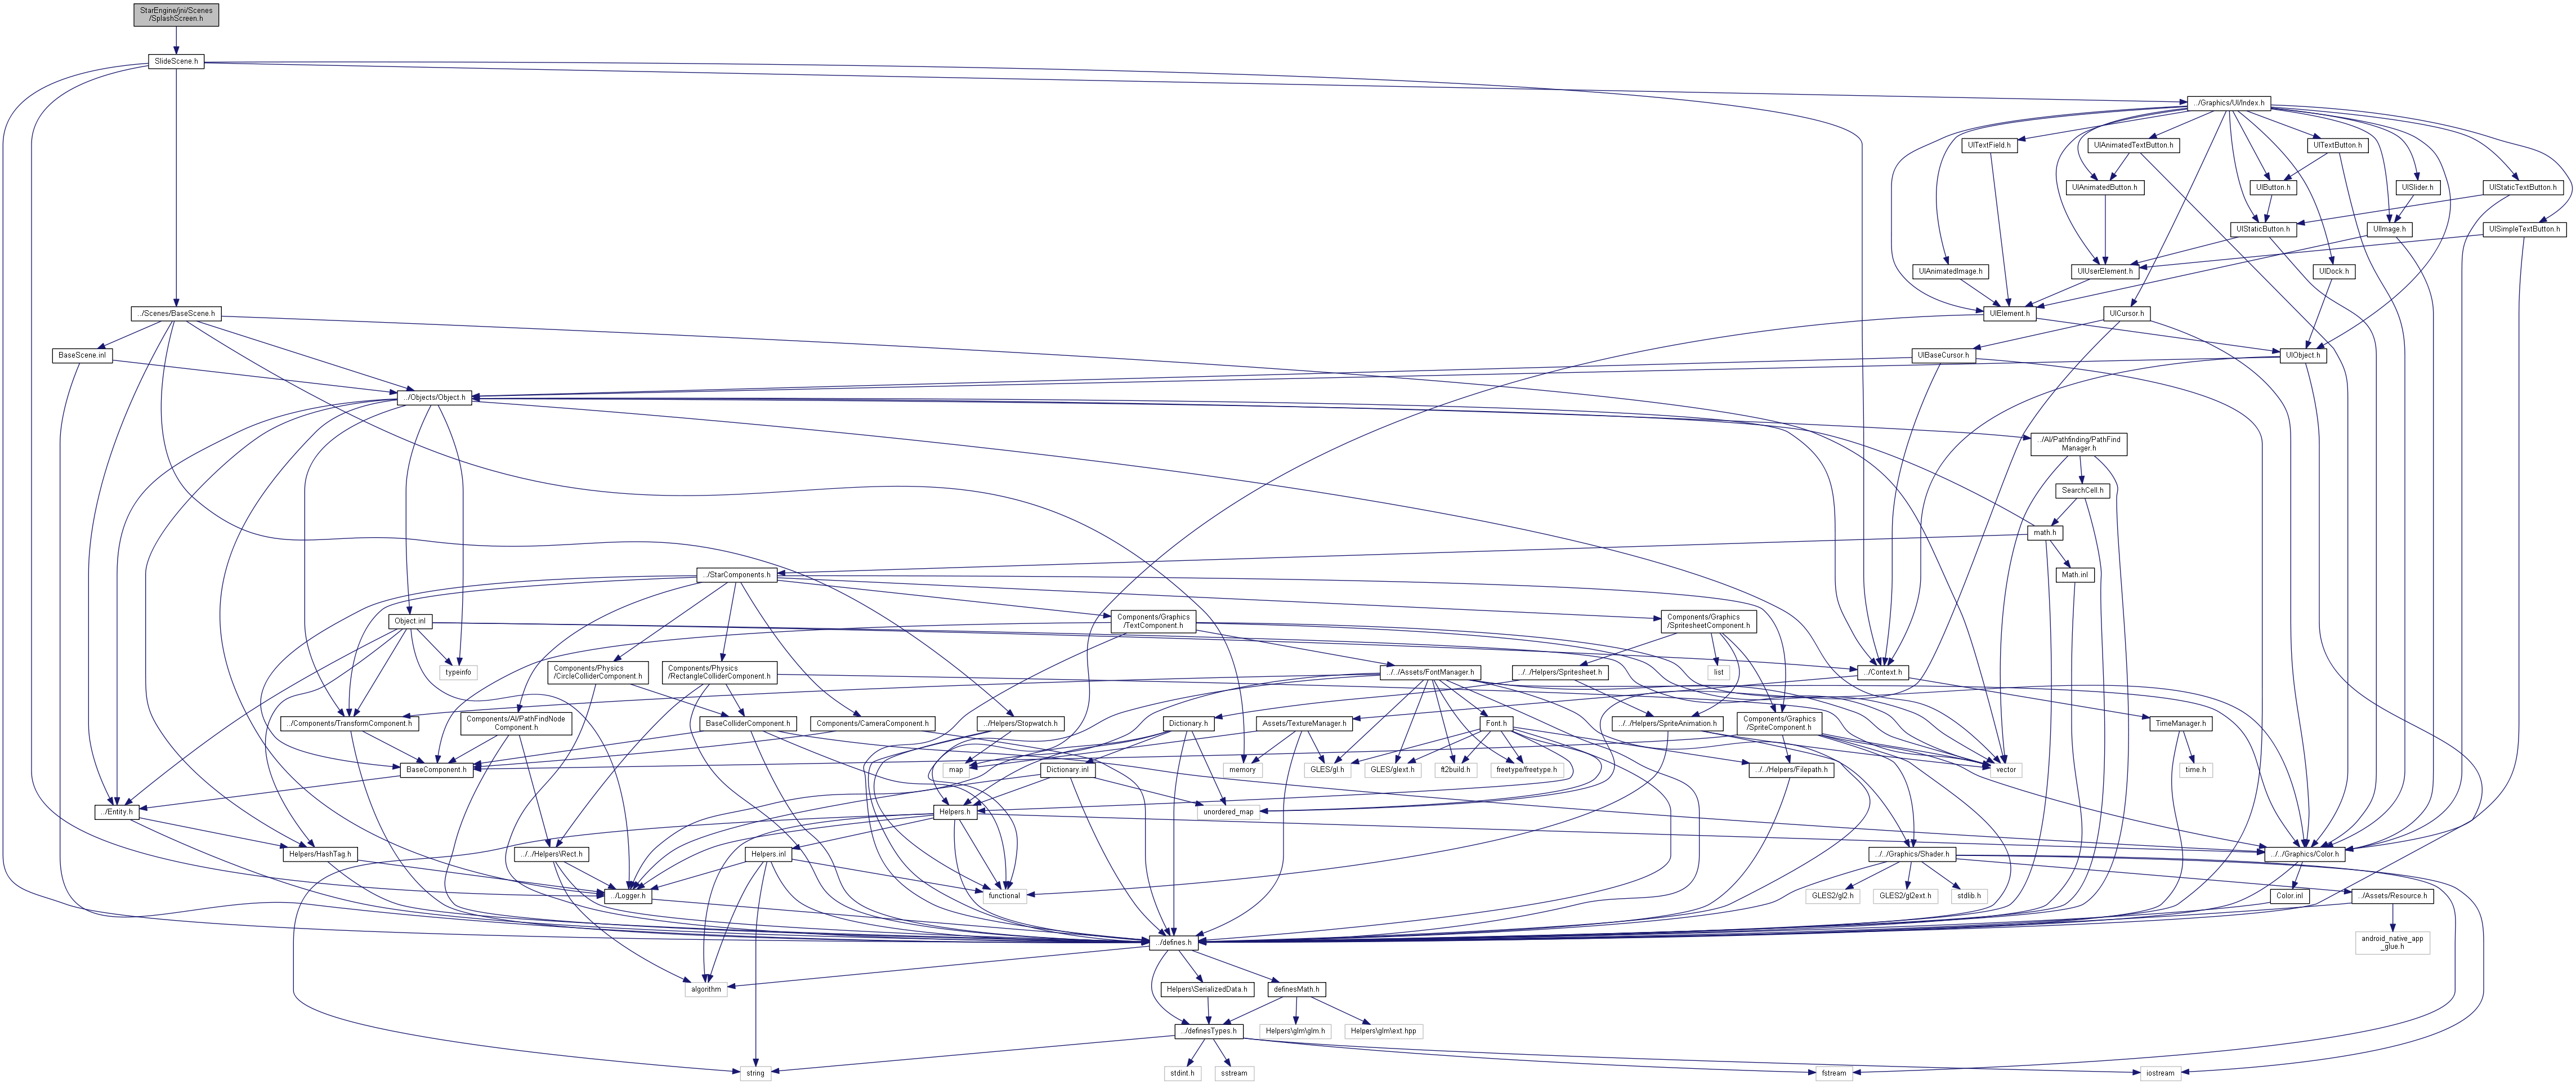 StarEngine/jni/Scenes
/SplashScreen.h
SlideScene.h
../Graphics/UI/Index.h
UITextField.h
UIAnimatedTextButton.h
UITextButton.h
UIAnimatedButton.h
UIButton.h
UISlider.h
UIStaticTextButton.h
UIStaticButton.h
UIImage.h
UISimpleTextButton.h
UIAnimatedImage.h
UIUserElement.h
UIDock.h
../Scenes/BaseScene.h
UIElement.h
UICursor.h
BaseScene.inl
UIBaseCursor.h
UIObject.h
../Objects/Object.h
../AI/Pathfinding/PathFind
Manager.h
SearchCell.h
math.h
../StarComponents.h
Math.inl
Object.inl
Components/Graphics
/TextComponent.h
Components/Graphics
/SpritesheetComponent.h
typeinfo
Components/Physics
/CircleColliderComponent.h
Components/Physics
/RectangleColliderComponent.h
../../Assets/FontManager.h
../../Helpers/Spritesheet.h
list
../Context.h
../Components/TransformComponent.h
Components/AI/PathFindNode
Component.h
BaseColliderComponent.h
Components/CameraComponent.h
../Helpers/Stopwatch.h
Dictionary.h
Assets/TextureManager.h
Font.h
../../Helpers/SpriteAnimation.h
Components/Graphics
/SpriteComponent.h
TimeManager.h
BaseComponent.h
map
Dictionary.inl
memory
GLES/gl.h
GLES/glext.h
ft2build.h
freetype/freetype.h
../../Helpers/Filepath.h
vector
time.h
../Entity.h
Helpers.h
unordered_map
Helpers/HashTag.h
../../Helpers\Rect.h
Helpers.inl
../../Graphics/Shader.h
../../Graphics/Color.h
../Logger.h
functional
GLES2/gl2.h
GLES2/gl2ext.h
stdlib.h
Color.inl
../Assets/Resource.h
../defines.h
android_native_app
_glue.h
algorithm
Helpers\SerializedData.h
definesMath.h
../definesTypes.h
Helpers\glm\glm.h
Helpers\glm\ext.hpp
string
stdint.h
sstream
fstream
iostream